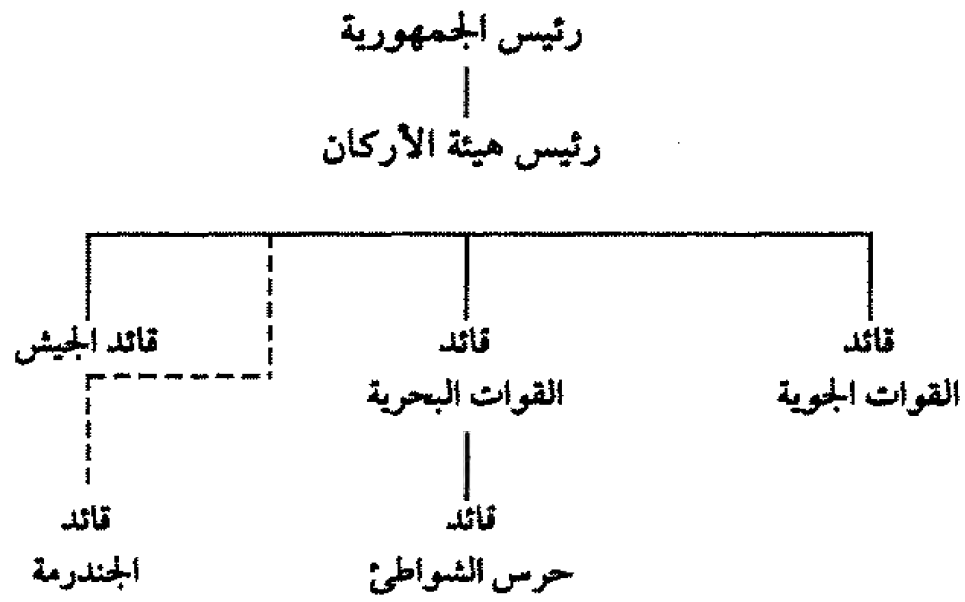 رئيس الجمهورية
رئيس هيئة الأركان
قائد
القوات الجوية
قائد
القوات البحرية
قائد الجيش
قائد
حرس الشواطئ
قائد
الجندرمة